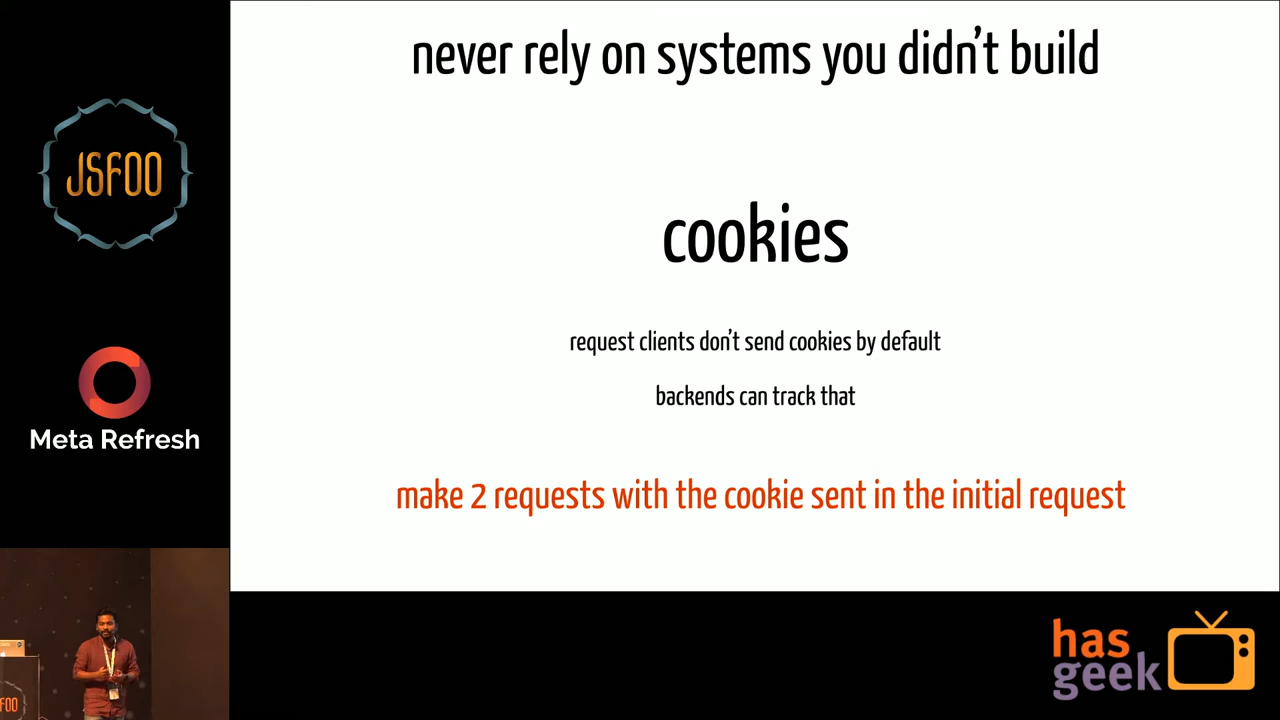 never rely on systems you didn't build
JSFOO
cookies
request clients don't send cookies by default
backends can track that
Meta Refresh
make 2 requests with the cookie sent in the initial request
has
geek
FOO